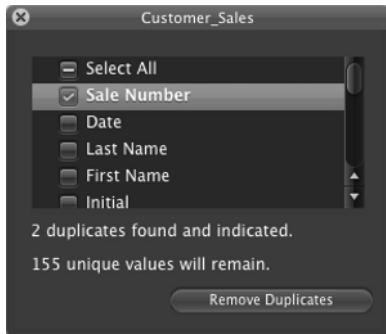 Customer_Sales
Select All
Sale Number
Date
Last Name
First Name
Initial
2 duplicates found and indicated.
155 unique values will remain.
Remove Duplicates